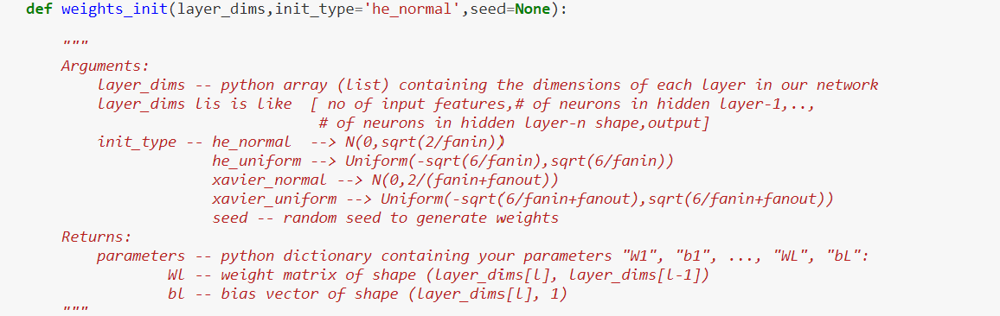 def weights_init(layer_dims,init_type='he_normal',seed=None):
"""
Arguments:
layer_dims -- python array (list) containing the dimensions of each layer in our network
layer_dims lis is like [ no of input features,# of neurons in hidden layer-1,..,
# of neurons in hidden layer-n shape,output]
init_type -- he_normal --> N(0,sqrt(2/fanin))
he_uniform --> Uniform(-sqrt(6/fanin),sqrt(6/fanin))
xavier_normal --> N(0,2/(fanin+fanout))
xavier_uniform --> Uniform(-sqrt(6/fanin+fanout),sqrt(6/fanin+fanout))
seed -- random seed to generate weights
Returns:
parameters -- python dictionary containing your parameters "W1", "b1", ..., "WL", "bL":
Wl -- weight matrix of shape (layer_dims[l], layer_dims[l-1])
bl -- bias vector of shape (layer_dims[l], 1)
"""